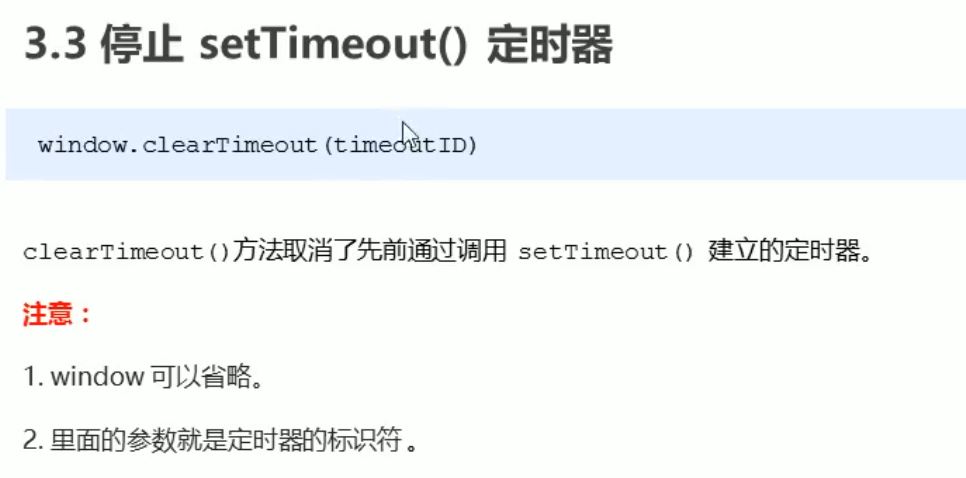 3.3 停止 setTimeout() 定时器
window.clearTimeout(timeoutID)
clearTimeout()方法取消了先前通过调用 setTimeout() 建立的定时器。
注意：
1. window 可以省略。
2. 里面的参数就是定时器的标识符 。